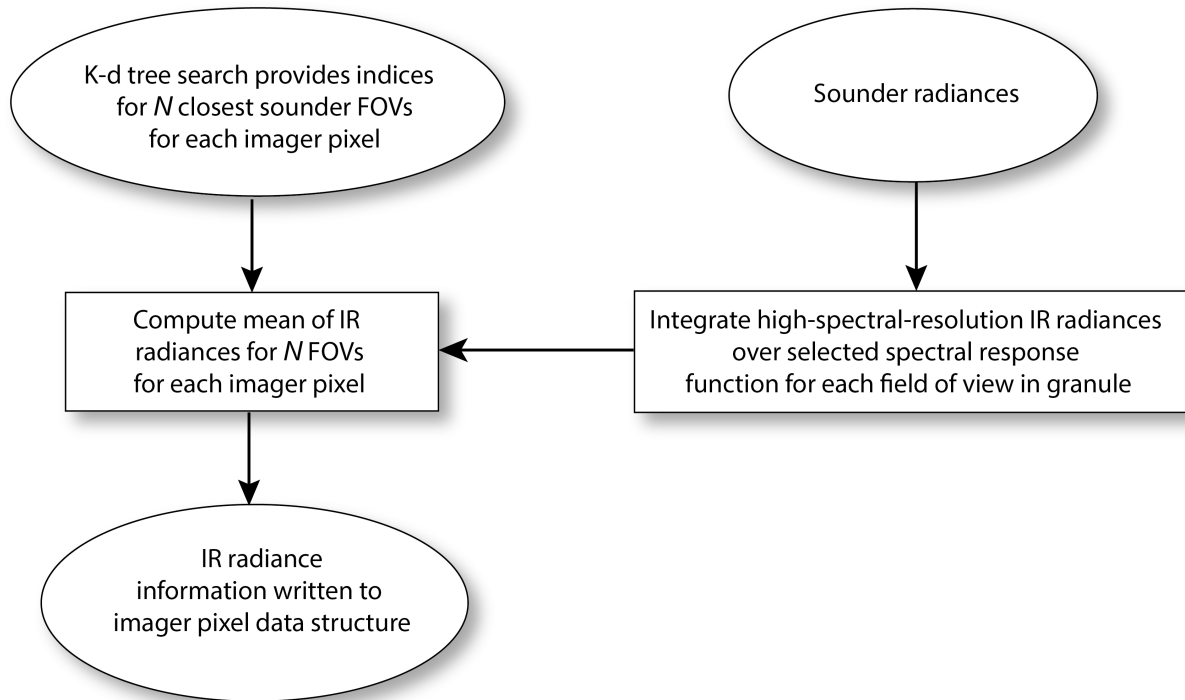 K-d tree search provides indices
for N closest sounder FOVs
for each imager pixel
Sounder radiances
Compute mean of IR
radiances for N FOVs
for each imager pixel
Integrate high-spectral-resolution IR radiances
over selected spectral response
function for each field of view in granule
IR radiance
information written to
imager pixel data structure